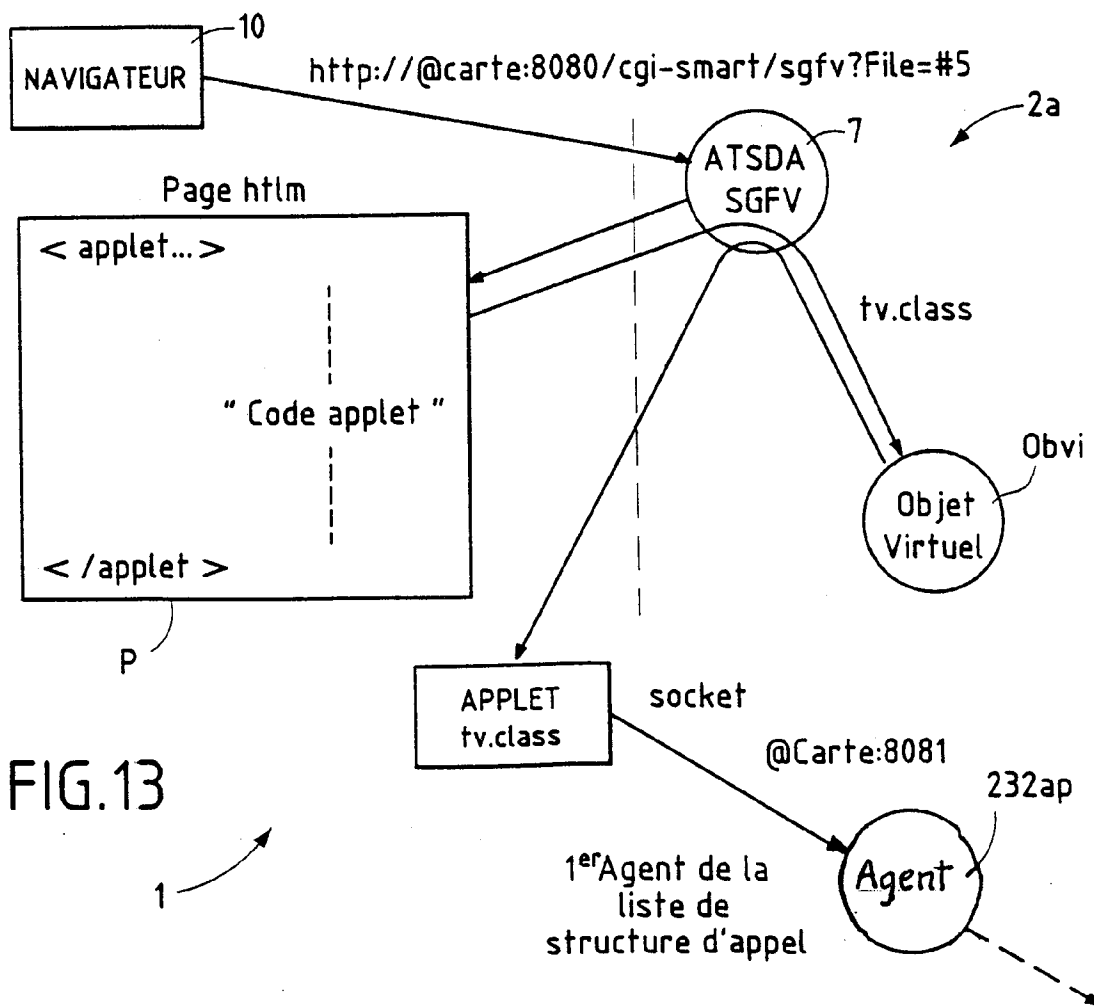 10
NAVIGATEUR
http://@carte:8080/cgi-smart/sgfv?File=#5
2a
7
ATSDA
SGFV
Page htlm
< applet...>
tv.class
" Code applet "
Obvi
Objet
Virtuel
< /applet >
P
APPLET
tv.class
socket
@Carte:8081
FIG.13
232ap
1
1er Agent de la
liste de
structure d'appel
Agent